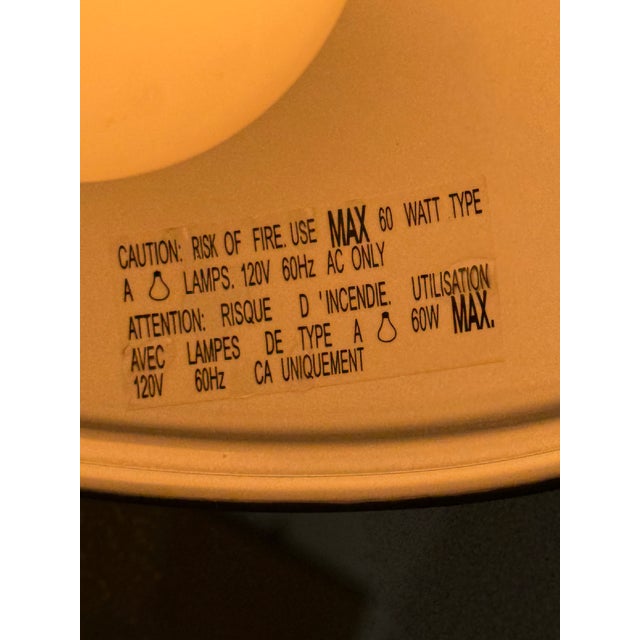 CAUTION: RISK OF FIRE. USE MAX 60 WATT TYPE
A LAMPS. 120V 60Hz AC ONLY
ATTENTION: RISQUE D'INCENDIE. UTILISATION
AVEC LAMPES DE TYPE A 60W MAX.
120V 60Hz CA UNIQUEMENT